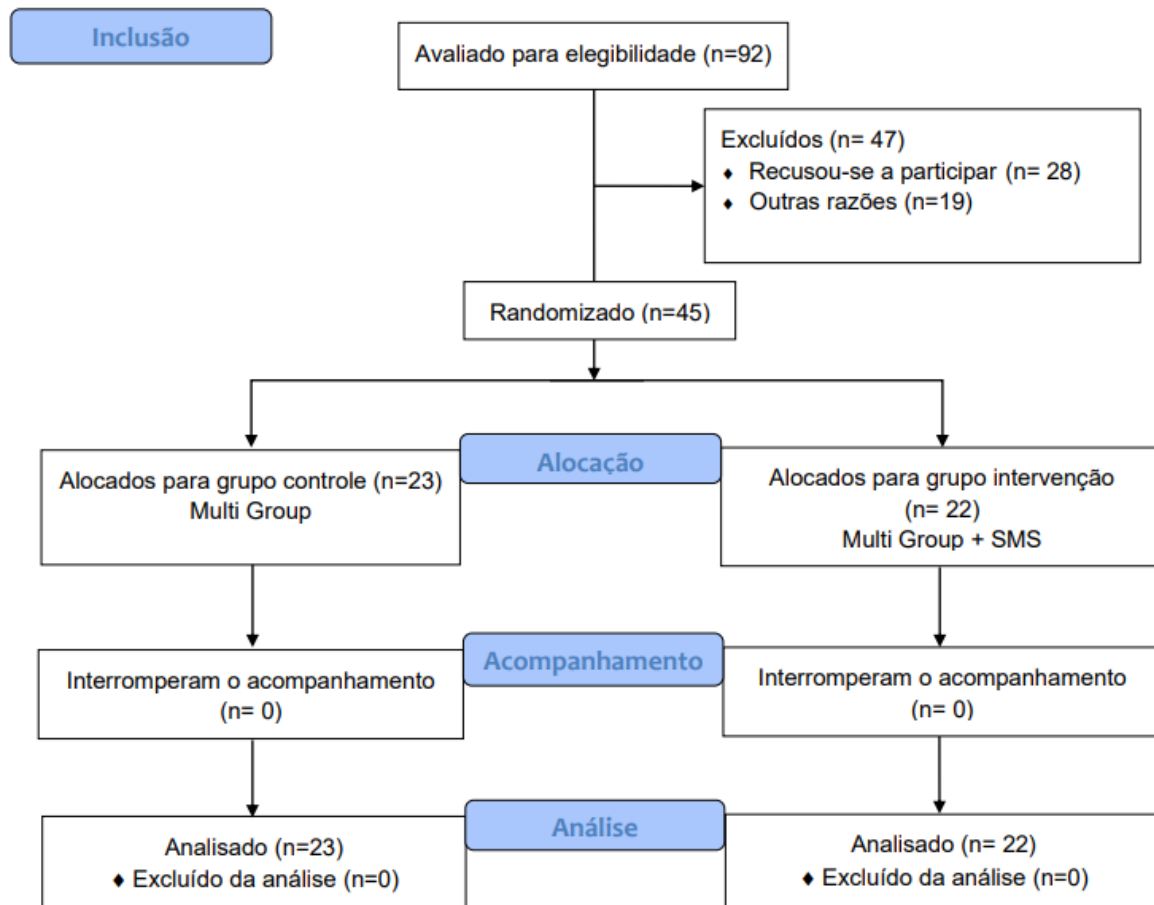 Inclusão
Avaliado para elegibilidade (n=92)
Excluídos (n= 47)
♦ Recusou-se a participar (n= 28)
♦ Outras razões (n=19)
Randomizado (n=45)
Alocação
Alocados para grupo controle (n=23)
Multi Group
Alocados para grupo intervenção
(n= 22)
Multi Group + SMS
Acompanhamento
Interromperam o acompanhamento
(n= 0)
Interromperam o acompanhamento
(n= 0)
Análise
Analisado (n=23)
♦ Excluído da análise (n=0)
Analisado (n= 22)
♦ Excluído da análise (n=0)